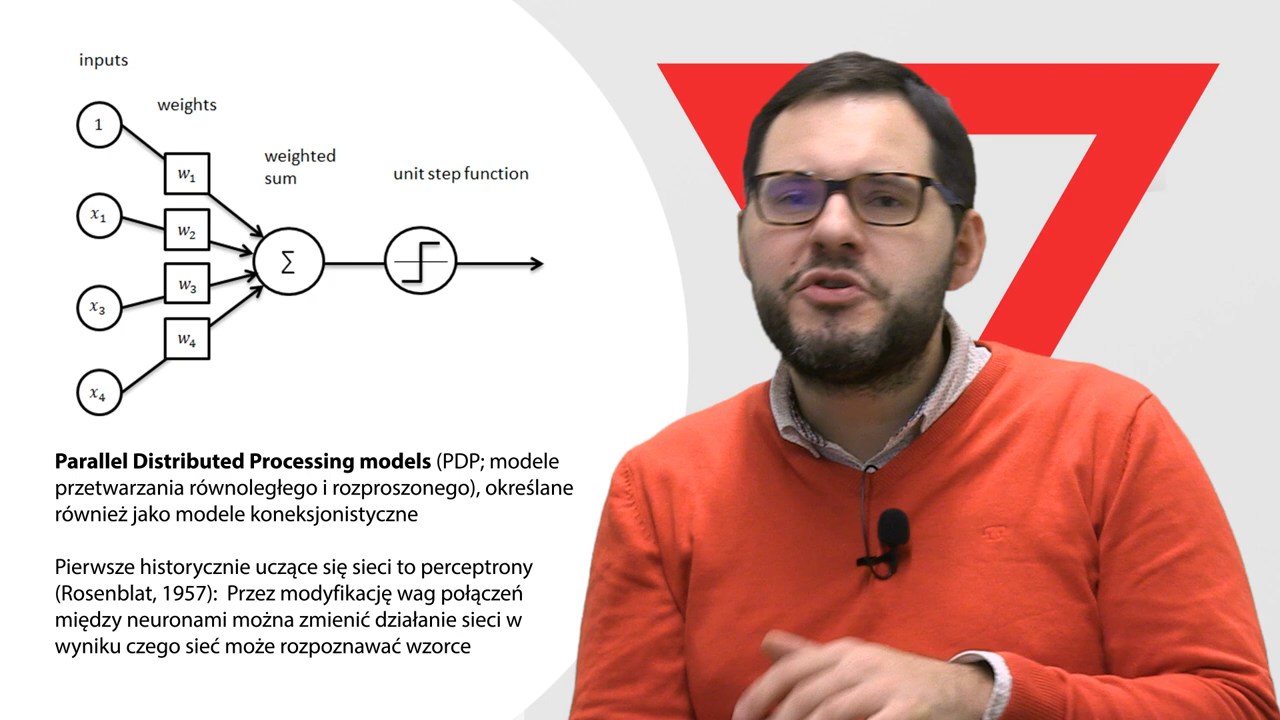 inputs
weights
1
w1
weighted
sum
unit step function
x1
w2
∑
w3
x3
w4
x4
Parallel Distributed Processing models (PDP; modele
przetwarzania równoległego i rozproszonego), określane
również jako modele koneksjonistyczne
Pierwsze historycznie uczące się sieci to perceptrony
(Rosenblat, 1957):  Przez modyfikację wag połączeń
między neuronami można zmienić działanie sieci w
wyniku czego sieć może rozpoznawać wzorce